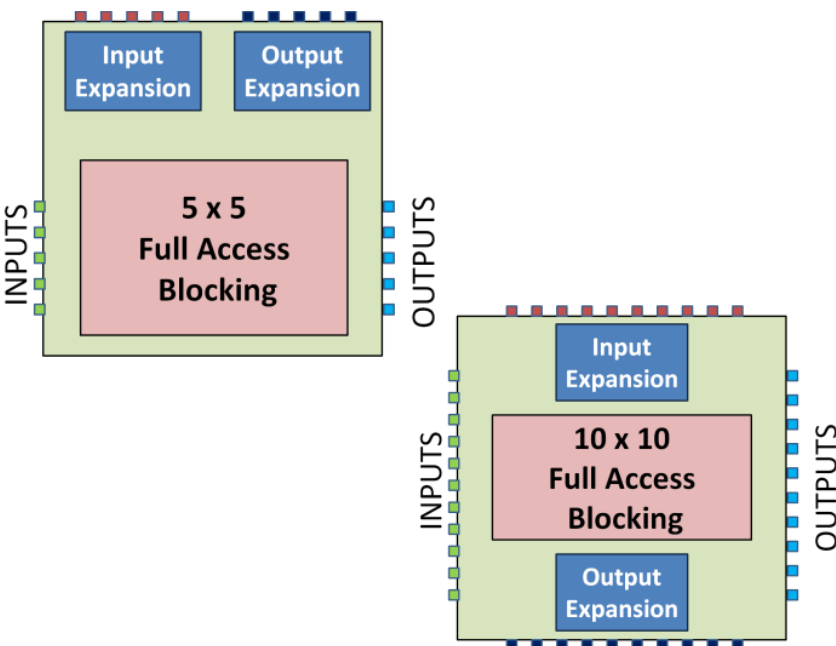 Input
Expansion
Output
Expansion
5 x 5
Full Access
Blocking
INPUTS
OUTPUTS
Input
Expansion
10 x 10
Full Access
Blocking
INPUTS
OUTPUTS
Output
Expansion